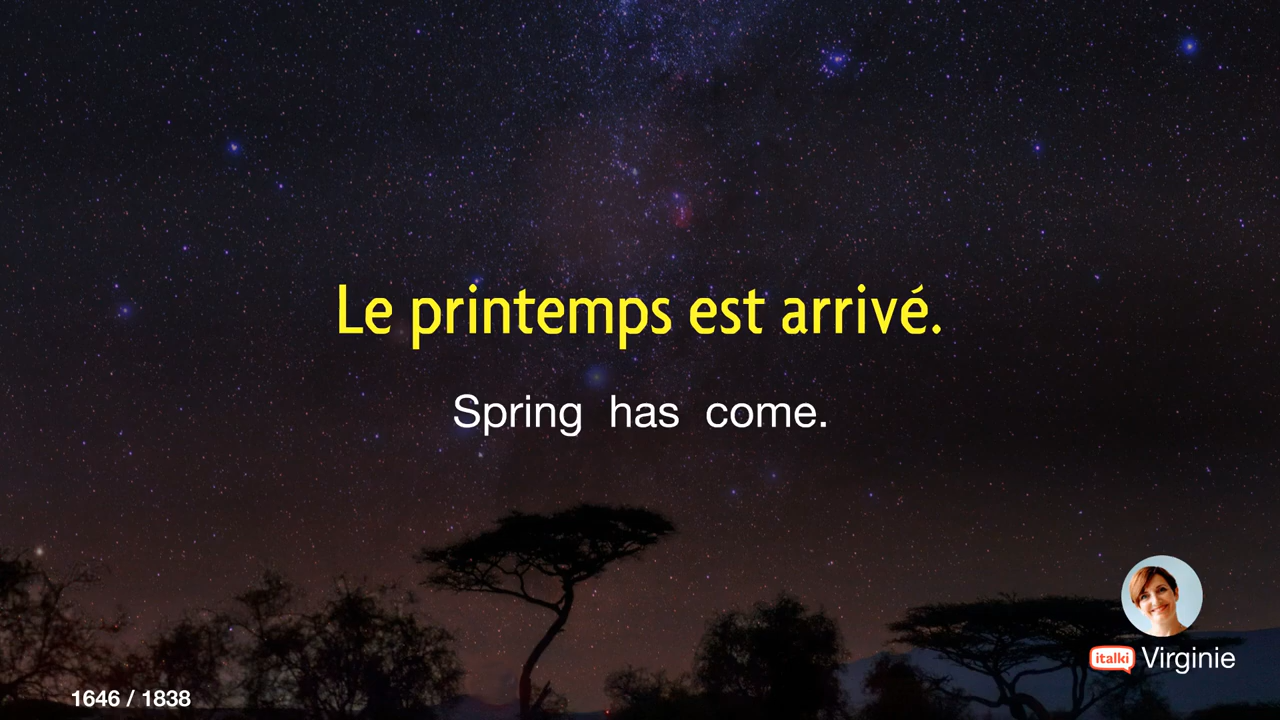 Le printemps est arrivé.
Spring has come.
italki Virginie
1646 / 1838